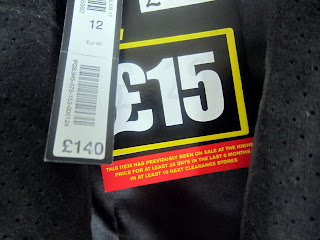 12
Eur 40
£140
£
£15
THIS ITEM HAS PREVIOUSLY BEEN ON SALE AT THE HIGHER
PRICE FOR AT LEAST 28 DAYS IN THE LAST 6 MONTHS
IN AT LEAST 10 NEXT CLEARANCE STORES